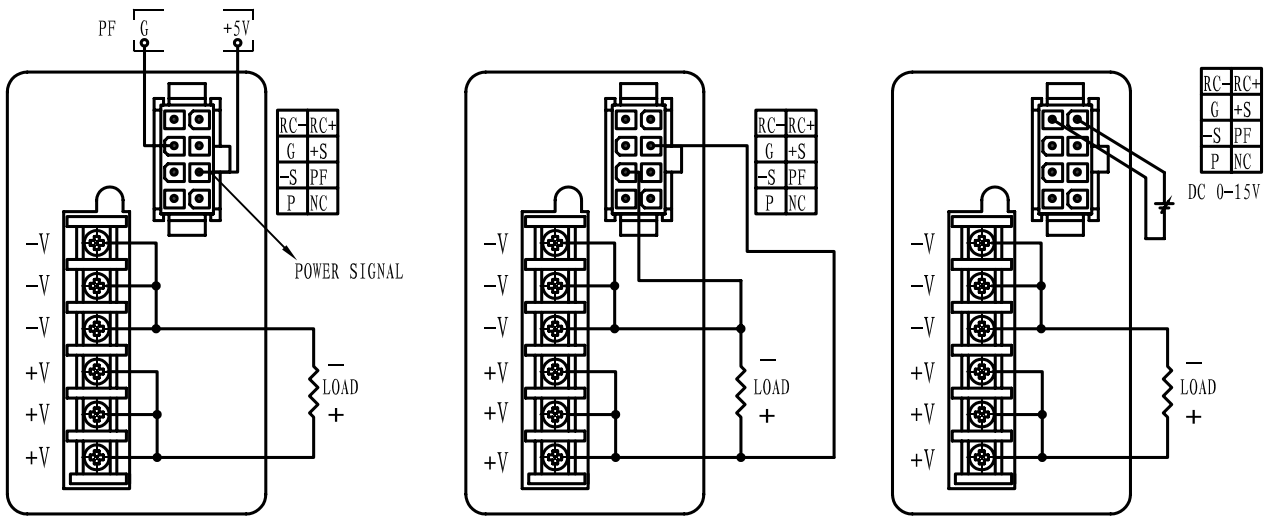 PF G +5V
RC- RC+
G +S
-S PF
P NC
POWER SIGNAL
-V
-V
-V
+V
+V
+V
- LOAD +
RC- RC+
G +S
-S PF
P NC
-V
-V
-V
+V
+V
+V
- LOAD +
RC- RC+
G +S
-S PF
P NC
DC 0-15V
-V
-V
-V
+V
+V
+V
- LOAD +